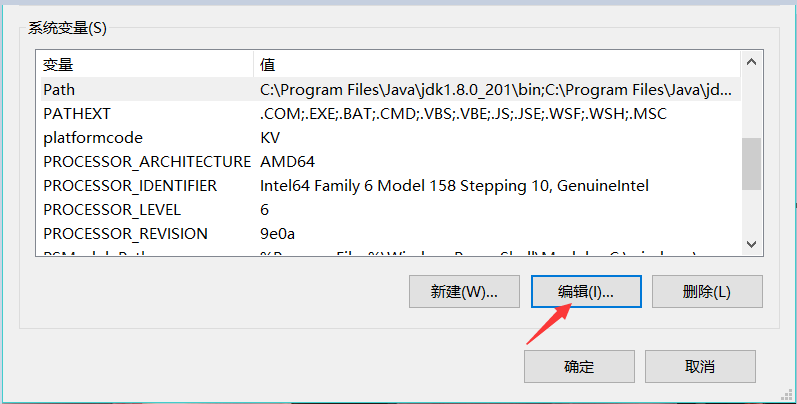 系统变量(S)
变量 值
Path C:\Program Files\Java\jdk1.8.0_201\bin;C:\Program Files\Java\jd...
PATHEXT .COM;.EXE;.BAT;.CMD;.VBS;.VBE;.JS;.JSE;.WSF;.WSH;.MSC
platformcode KV
PROCESSOR_ARCHITECTURE AMD64
PROCESSOR_IDENTIFIER Intel64 Family 6 Model 158 Stepping 10, GenuineIntel
PROCESSOR_LEVEL 6
PROCESSOR_REVISION 9e0a
新建(W)... 编辑(I)... 删除(L)
确定 取消